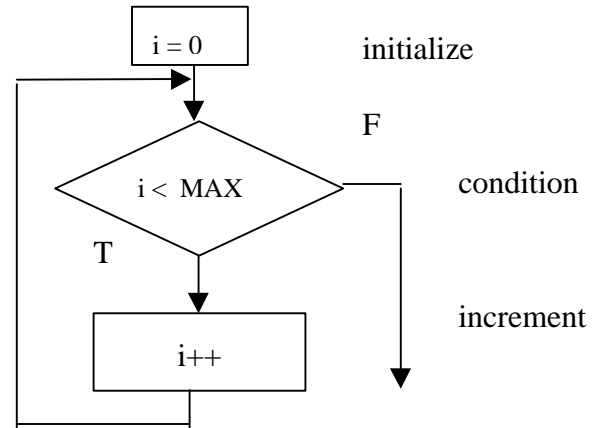 i = 0
initialize
F
i < MAX
condition
T
increment
i++